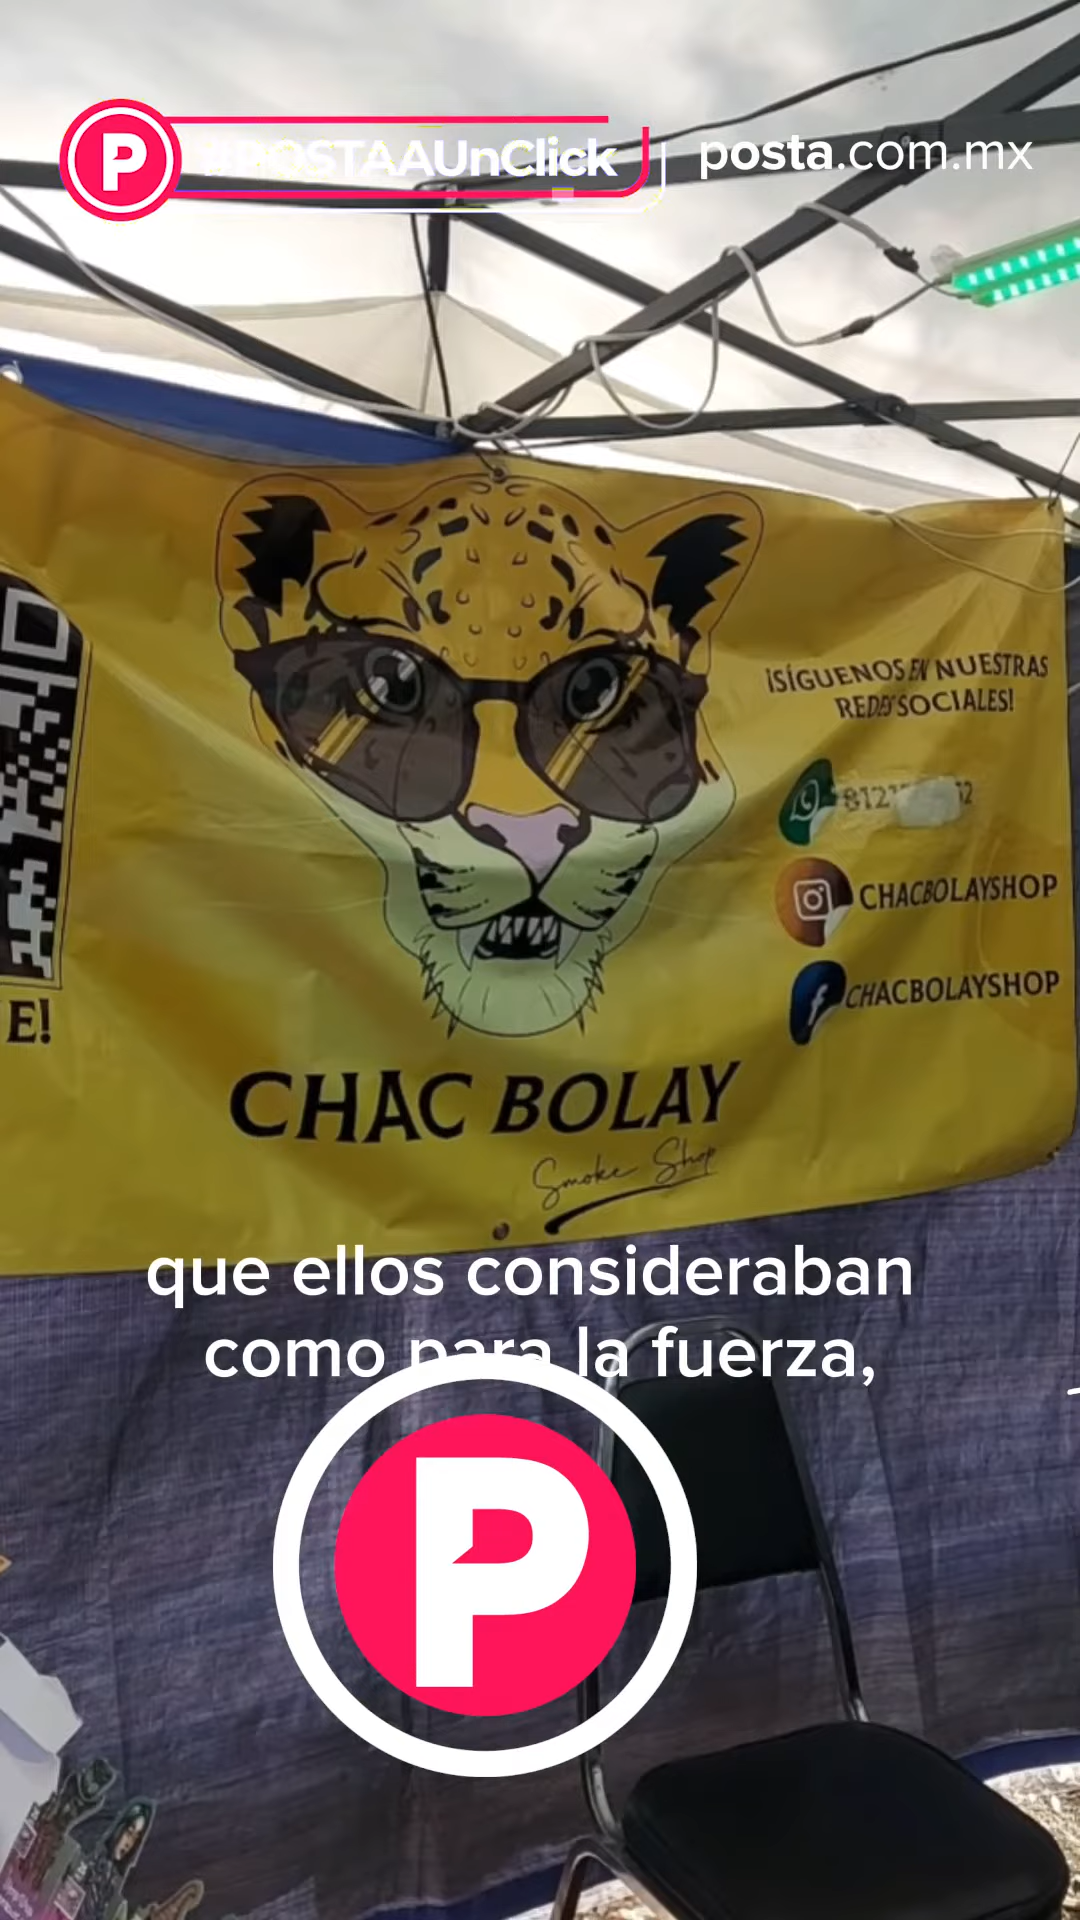 P #POSTAAUnClick posta.com.mx
¡SÍGUENOS EN NUESTRAS
REDES SOCIALES!
CHACBOLAYSHOP
CHACBOLAYSHOP
E!
CHAC BOLAY
Smoke Shop
que ellos consideraban
como para la fuerza,
P